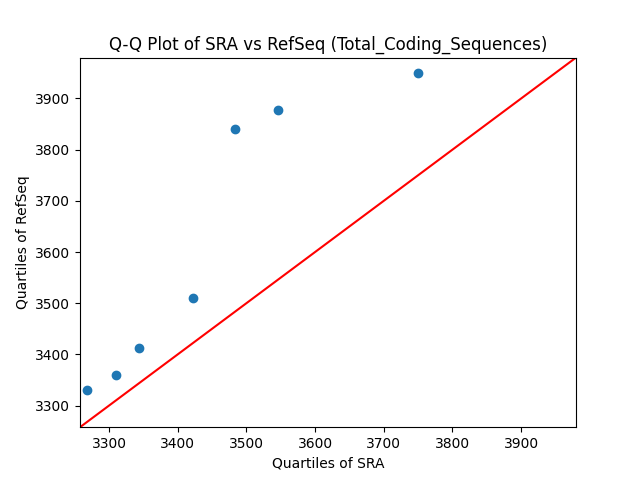 Q-Q Plot of SRA vs RefSeq (Total_Coding_Sequences)
Quartiles of RefSeq
3900
3800
3700
3600
3500
3400
3300
3300 3400 3500 3600 3700 3800 3900
Quartiles of SRA